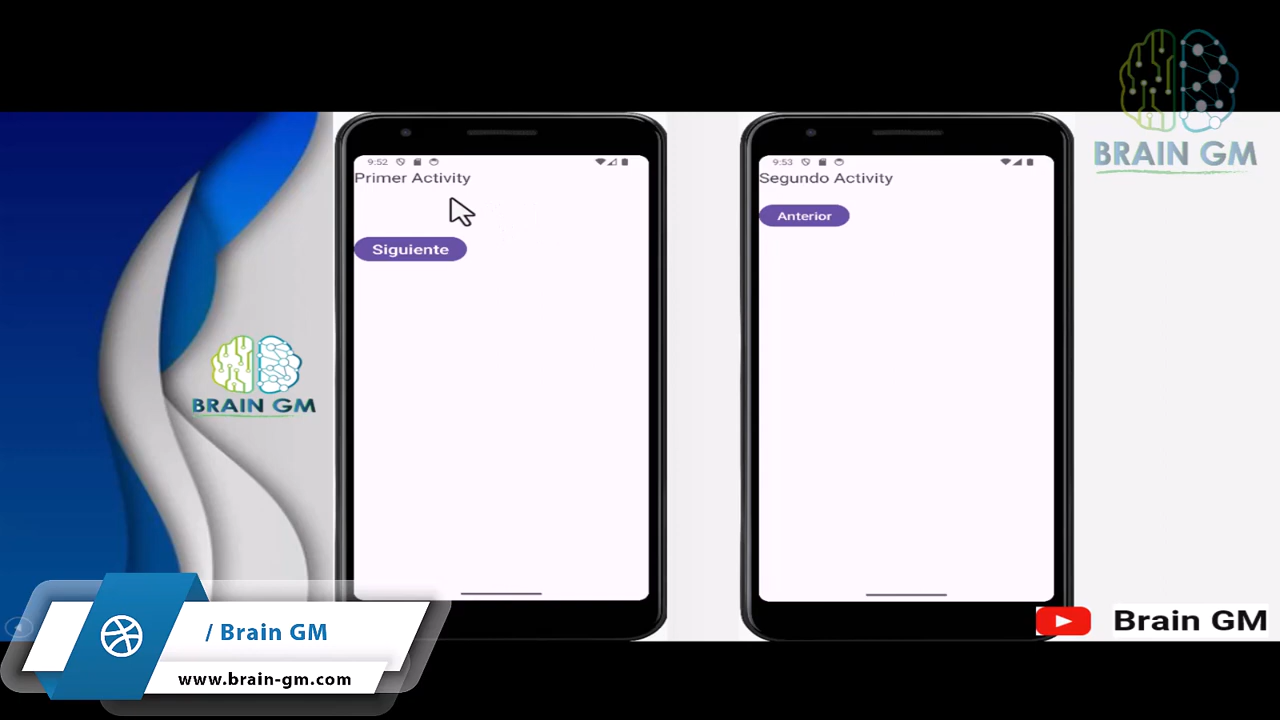 BRAIN GM
9:52
Primer Activity
Siguiente
9:53
Segundo Activity
Anterior
BRAIN GM
/ Brain GM
www.brain-gm.com
Brain GM